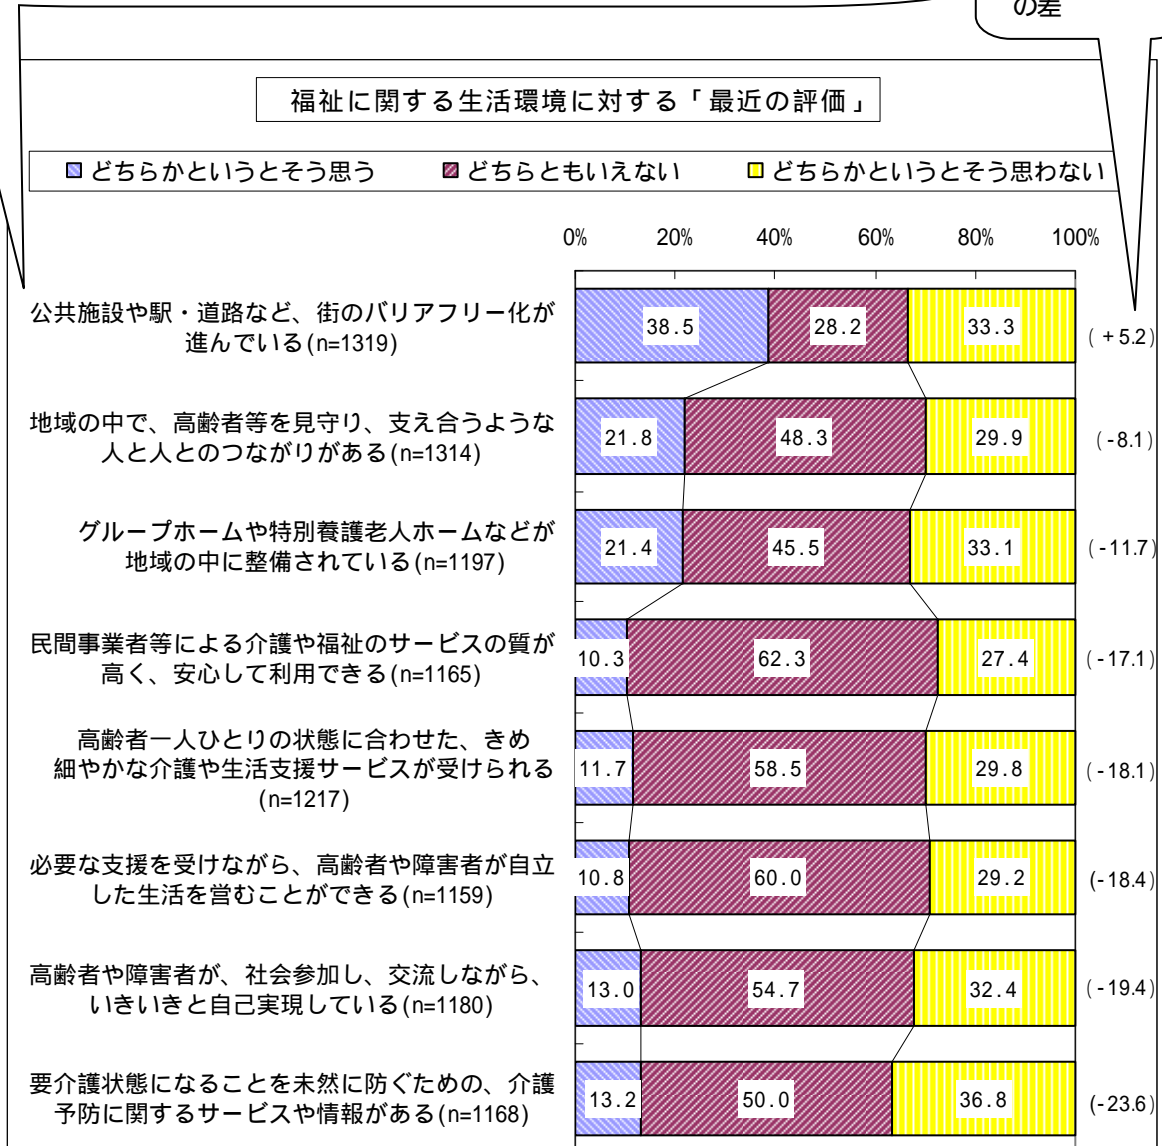 の差
福祉に関する生活環境に対する「最近の評価」
どちらかというとそう思う どちらともいえない どちらかというとそう思わない
0% 20% 40% 60% 80% 100%
公共施設や駅・道路など、街のバリアフリー化が
進んでいる(n=1319)
38.5 28.2 33.3 (+5.2)
地域の中で、高齢者等を見守り、支え合うような
人と人とのつながりがある(n=1314)
21.8 48.3 29.9 (-8.1)
グループホームや特別養護老人ホームなどが
地域の中に整備されている(n=1197)
21.4 45.5 33.1 (-11.7)
民間事業者等による介護や福祉のサービスの質が
高く、安心して利用できる(n=1165)
10.3 62.3 27.4 (-17.1)
高齢者一人ひとりの状態に合わせた、きめ
細やかな介護や生活支援サービスが受けられる
(n=1217)
11.7 58.5 29.8 (-18.1)
必要な支援を受けながら、高齢者や障害者が自立
した生活を営むことができる(n=1159)
10.8 60.0 29.2 (-18.4)
高齢者や障害者が、社会参加し、交流しながら、
いきいきと自己実現している(n=1180)
13.0 54.7 32.4 (-19.4)
要介護状態になることを未然に防ぐための、介護
予防に関するサービスや情報がある(n=1168)
13.2 50.0 36.8 (-23.6)